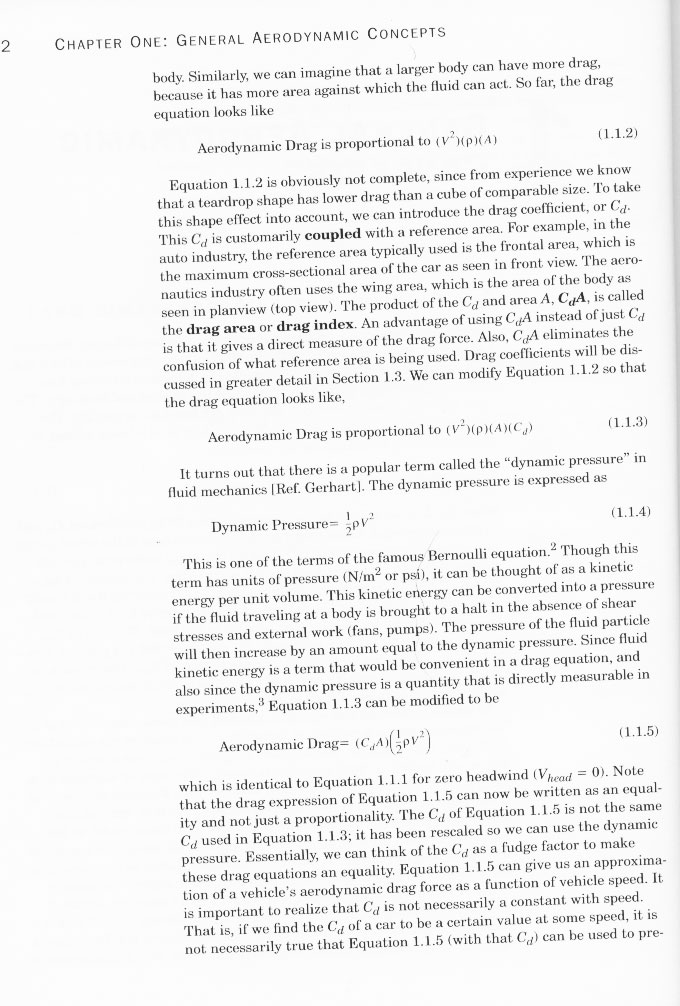 2 CHAPTER ONE: GENERAL AERODYNAMIC CONCEPTS
body. Similarly, we can imagine that a larger body can have more drag,
because it has more area against which the fluid can act. So far, the drag
equation looks like
Aerodynamic Drag is proportional to (V²)(ρ)(A) (1.1.2)
Equation 1.1.2 is obviously not complete, since from experience we know
that a teardrop shape has lower drag than a cube of comparable size. To take
this shape effect into account, we can introduce the drag coefficient, or C_d.
This C_d is customarily coupled with a reference area. For example, in the
auto industry, the reference area typically used is the frontal area, which is
the maximum cross-sectional area of the car as seen in front view. The aero-
nautics industry often uses the wing area, which is the area of the body as
seen in planview (top view). The product of the C_d and area A, C_dA, is called
the drag area or drag index. An advantage of using C_dA instead of just C_d
is that it gives a direct measure of the drag force. Also, C_dA eliminates the
confusion of what reference area is being used. Drag coefficients will be dis-
cussed in greater detail in Section 1.3. We can modify Equation 1.1.2 so that
the drag equation looks like,
Aerodynamic Drag is proportional to (V²)(ρ)(A)(C_d) (1.1.3)
It turns out that there is a popular term called the “dynamic pressure” in
fluid mechanics [Ref. Gerhart]. The dynamic pressure is expressed as
Dynamic Pressure= ½ρV² (1.1.4)
This is one of the terms of the famous Bernoulli equation.² Though this
term has units of pressure (N/m² or psi), it can be thought of as a kinetic
energy per unit volume. This kinetic energy can be converted into a pressure
if the fluid traveling at a body is brought to a halt in the absence of shear
stresses and external work (fans, pumps). The pressure of the fluid particle
will then increase by an amount equal to the dynamic pressure. Since fluid
kinetic energy is a term that would be convenient in a drag equation, and
also since the dynamic pressure is a quantity that is directly measurable in
experiments,³ Equation 1.1.3 can be modified to be
Aerodynamic Drag= (C_dA)(½ρV²) (1.1.5)
which is identical to Equation 1.1.1 for zero headwind (V_head = 0). Note
that the drag expression of Equation 1.1.5 can now be written as an equal-
ity and not just a proportionality. The C_d of Equation 1.1.5 is not the same
C_d used in Equation 1.1.3; it has been rescaled so we can use the dynamic
pressure. Essentially, we can think of the C_d as a fudge factor to make
these drag equations an equality. Equation 1.1.5 can give us an approxima-
tion of a vehicle’s aerodynamic drag force as a function of vehicle speed. It
is important to realize that C_d is not necessarily a constant with speed.
That is, if we find the C_d of a car to be a certain value at some speed, it is
not necessarily true that Equation 1.1.5 (with that C_d) can be used to pre-